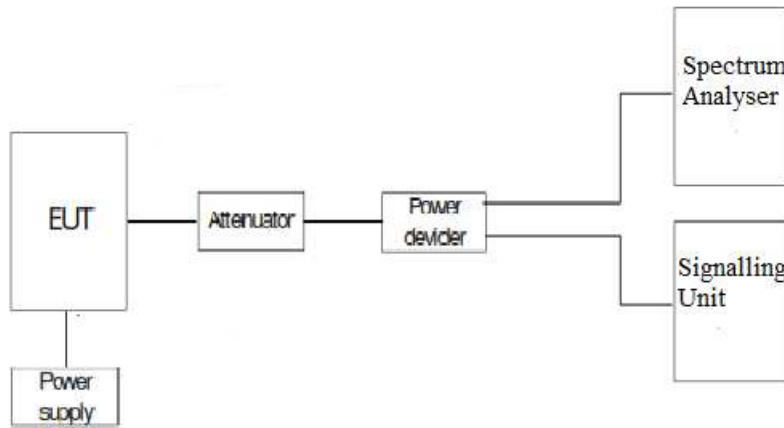 Spectrum
Analyser
EUT
Attenuator
Power
devider
Signalling
Unit
Power
supply